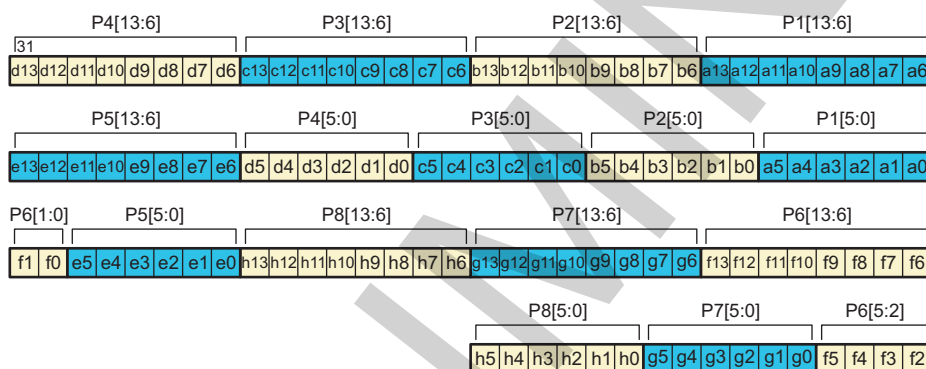 P4[13:6] P3[13:6] P2[13:6] P1[13:6]
31
d13 d12 d11 d10 d9 d8 d7 d6 c13 c12 c11 c10 c9 c8 c7 c6 b13 b12 b11 b10 b9 b8 b7 b6 a13 a12 a11 a10 a9 a8 a7 a6
P5[13:6] P4[5:0] P3[5:0] P2[5:0] P1[5:0]
e13 e12 e11 e10 e9 e8 e7 e6 d5 d4 d3 d2 d1 d0 c5 c4 c3 c2 c1 c0 b5 b4 b3 b2 b1 b0 a5 a4 a3 a2 a1 a0
P6[1:0] P5[5:0] P8[13:6] P7[13:6] P6[13:6]
f1 f0 e5 e4 e3 e2 e1 e0 h13 h12 h11 h10 h9 h8 h7 h6 g13 g12 g11 g10 g9 g8 g7 g6 f13 f12 f11 f10 f9 f8 f7 f6
P8[5:0] P7[5:0] P6[5:2]
h5 h4 h3 h2 h1 h0 g5 g4 g3 g2 g1 g0 f5 f4 f3 f2